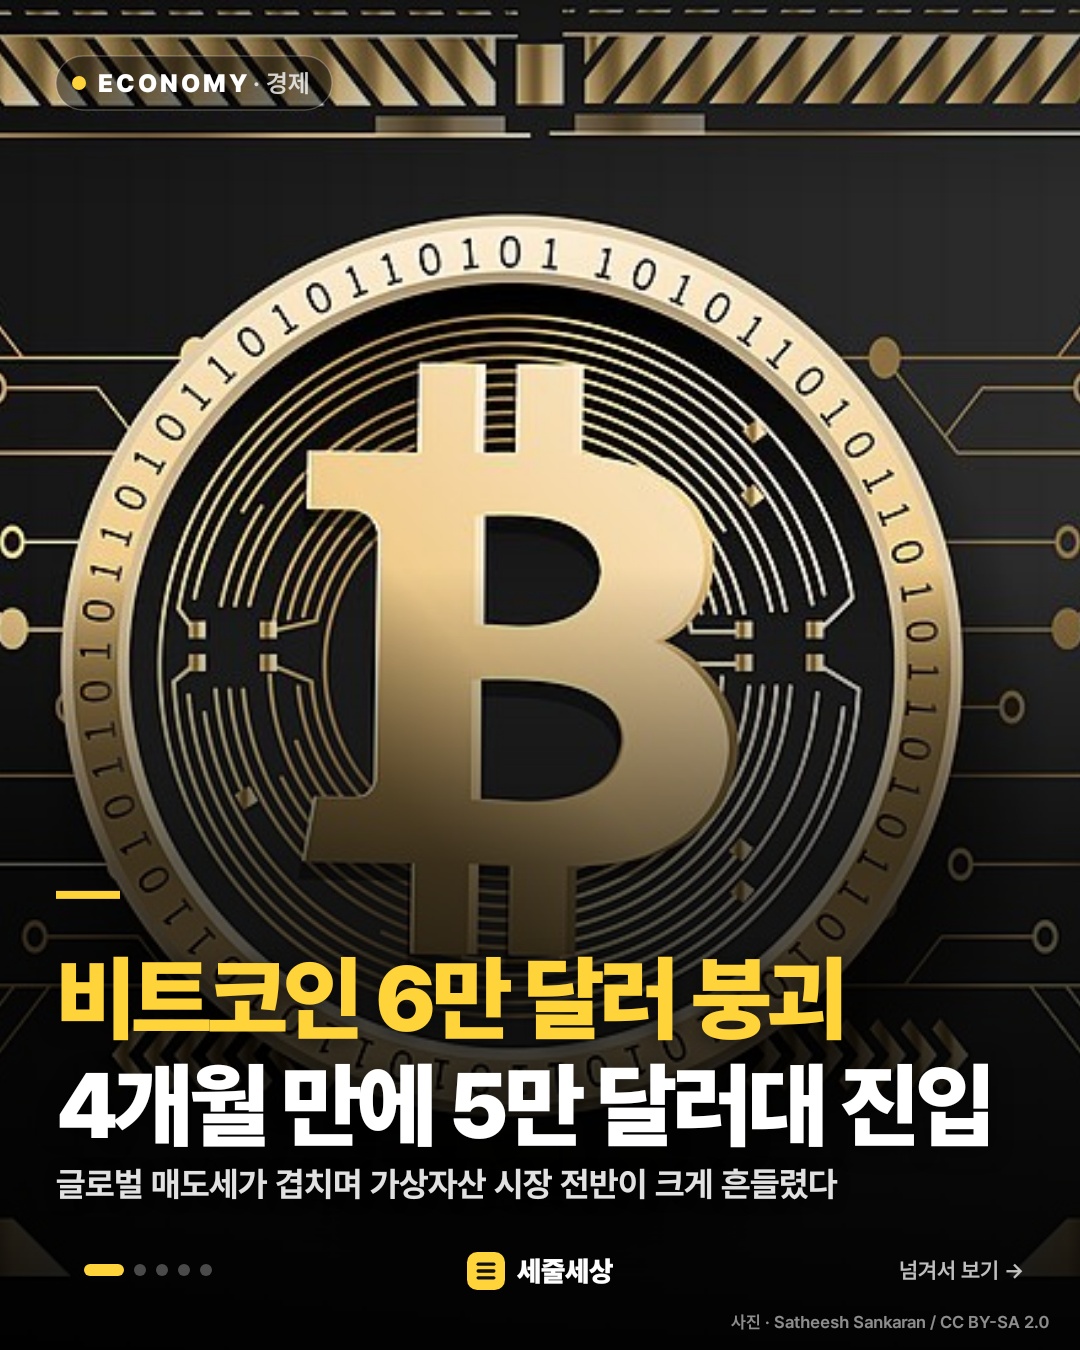 ECONOMY · 경제
비트코인 6만 달러 붕괴
4개월 만에 5만 달러대 진입
글로벌 매도세가 겹치며 가상자산 시장 전반이 크게 흔들렸다
세줄세상
넘겨서 보기 →
사진 · Satheesh Sankaran / CC BY-SA 2.0